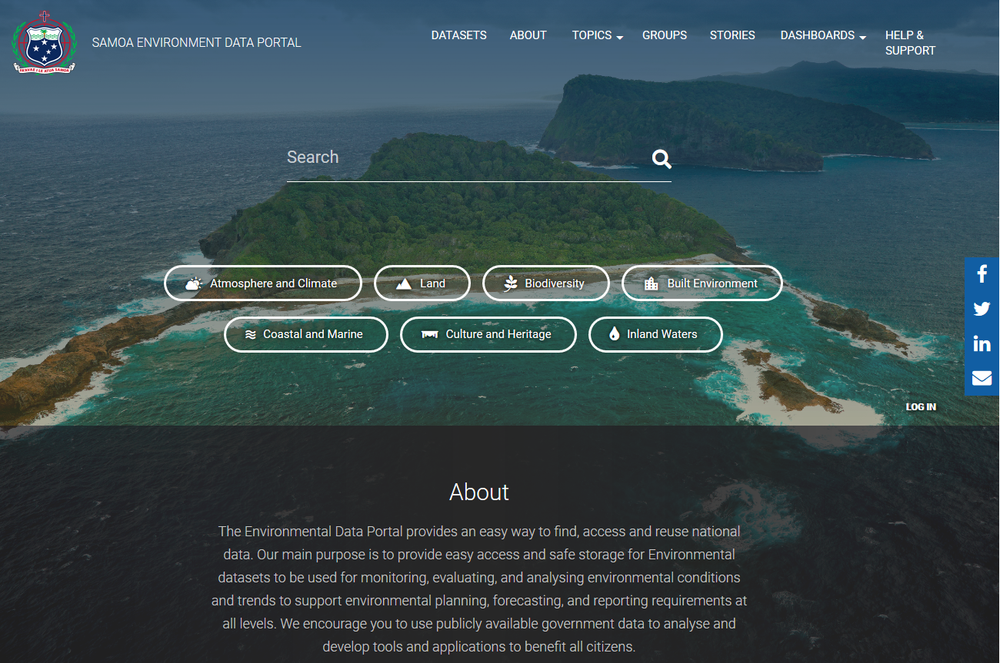 SAMOA ENVIRONMENT DATA PORTAL
DATASETS
ABOUT
TOPICS
GROUPS
STORIES
DASHBOARDS
HELP &
SUPPORT
FAAVAE I LE ATUA SAMOA
Search
Atmosphere and Climate
Land
Biodiversity
Built Environment
Coastal and Marine
Culture and Heritage
Inland Waters
LOG IN
About
The Environmental Data Portal provides an easy way to find, access and reuse national
data. Our main purpose is to provide easy access and safe storage for Environmental
datasets to be used for monitoring, evaluating, and analysing environmental conditions
and trends to support environmental planning, forecasting, and reporting requirements at
all levels. We encourage you to use publicly available government data to analyse and
develop tools and applications to benefit all citizens.